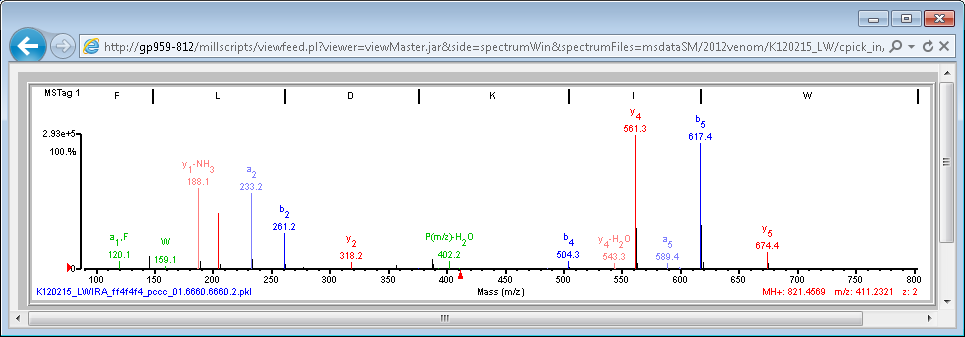 http://gp959-812/millscripts/viewfeed.pl?viewer=viewMaster.jar&side=spectrumWin&spectrumFiles=msdataSM/2012venom/K120215_LW/cpick_in,
MSTag 1 F L D K I W
2.93e+5
100.%
y4
561.3
b5
617.4
y1-NH3
188.1
a2
233.2
b2
261.2
a1,F
120.1
W
159.1
y2
318.2
P(m/z)-H2O
402.2
b4
504.3
y4-H2O
543.3
a5
589.4
y5
674.4
100 150 200 250 300 350 400 450 500 550 600 650 700 750 800
K120215_LWIRA_ff4f4f4_pccc_01.6660.6660.2.pkl Mass (m/z) MH+: 821.4569 m/z: 411.2321 z: 2